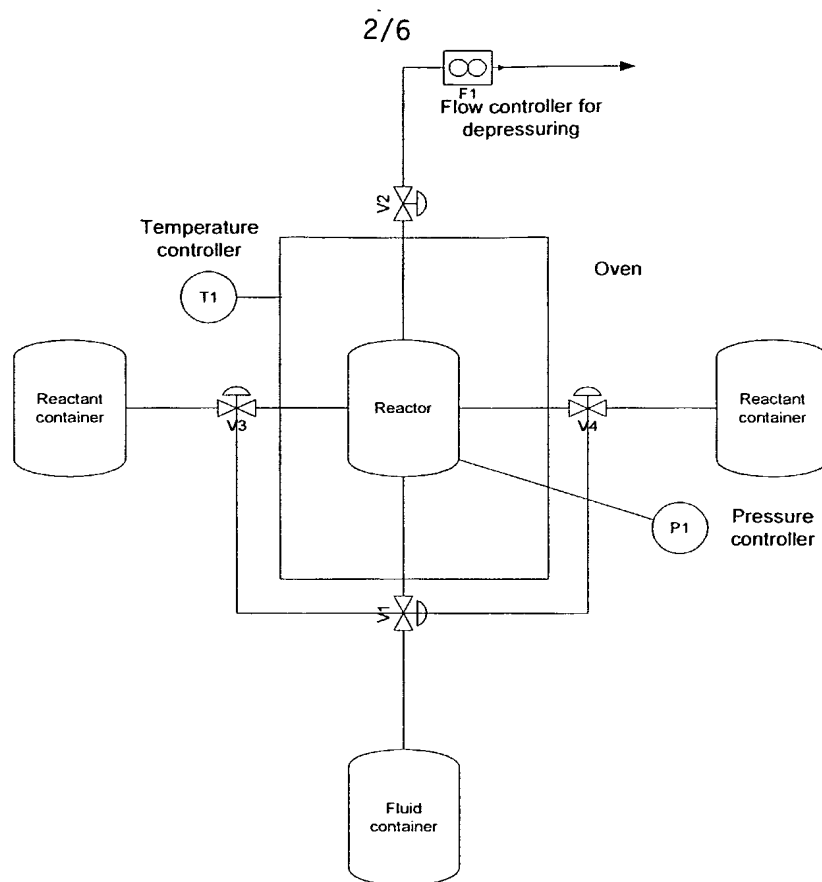 2/6
F1
Flow controller for
depressuring
V2
Temperature
controller
Oven
T1
Reactant
container
V3
Reactor
V4
Reactant
container
P1
Pressure
controller
V1
Fluid
container